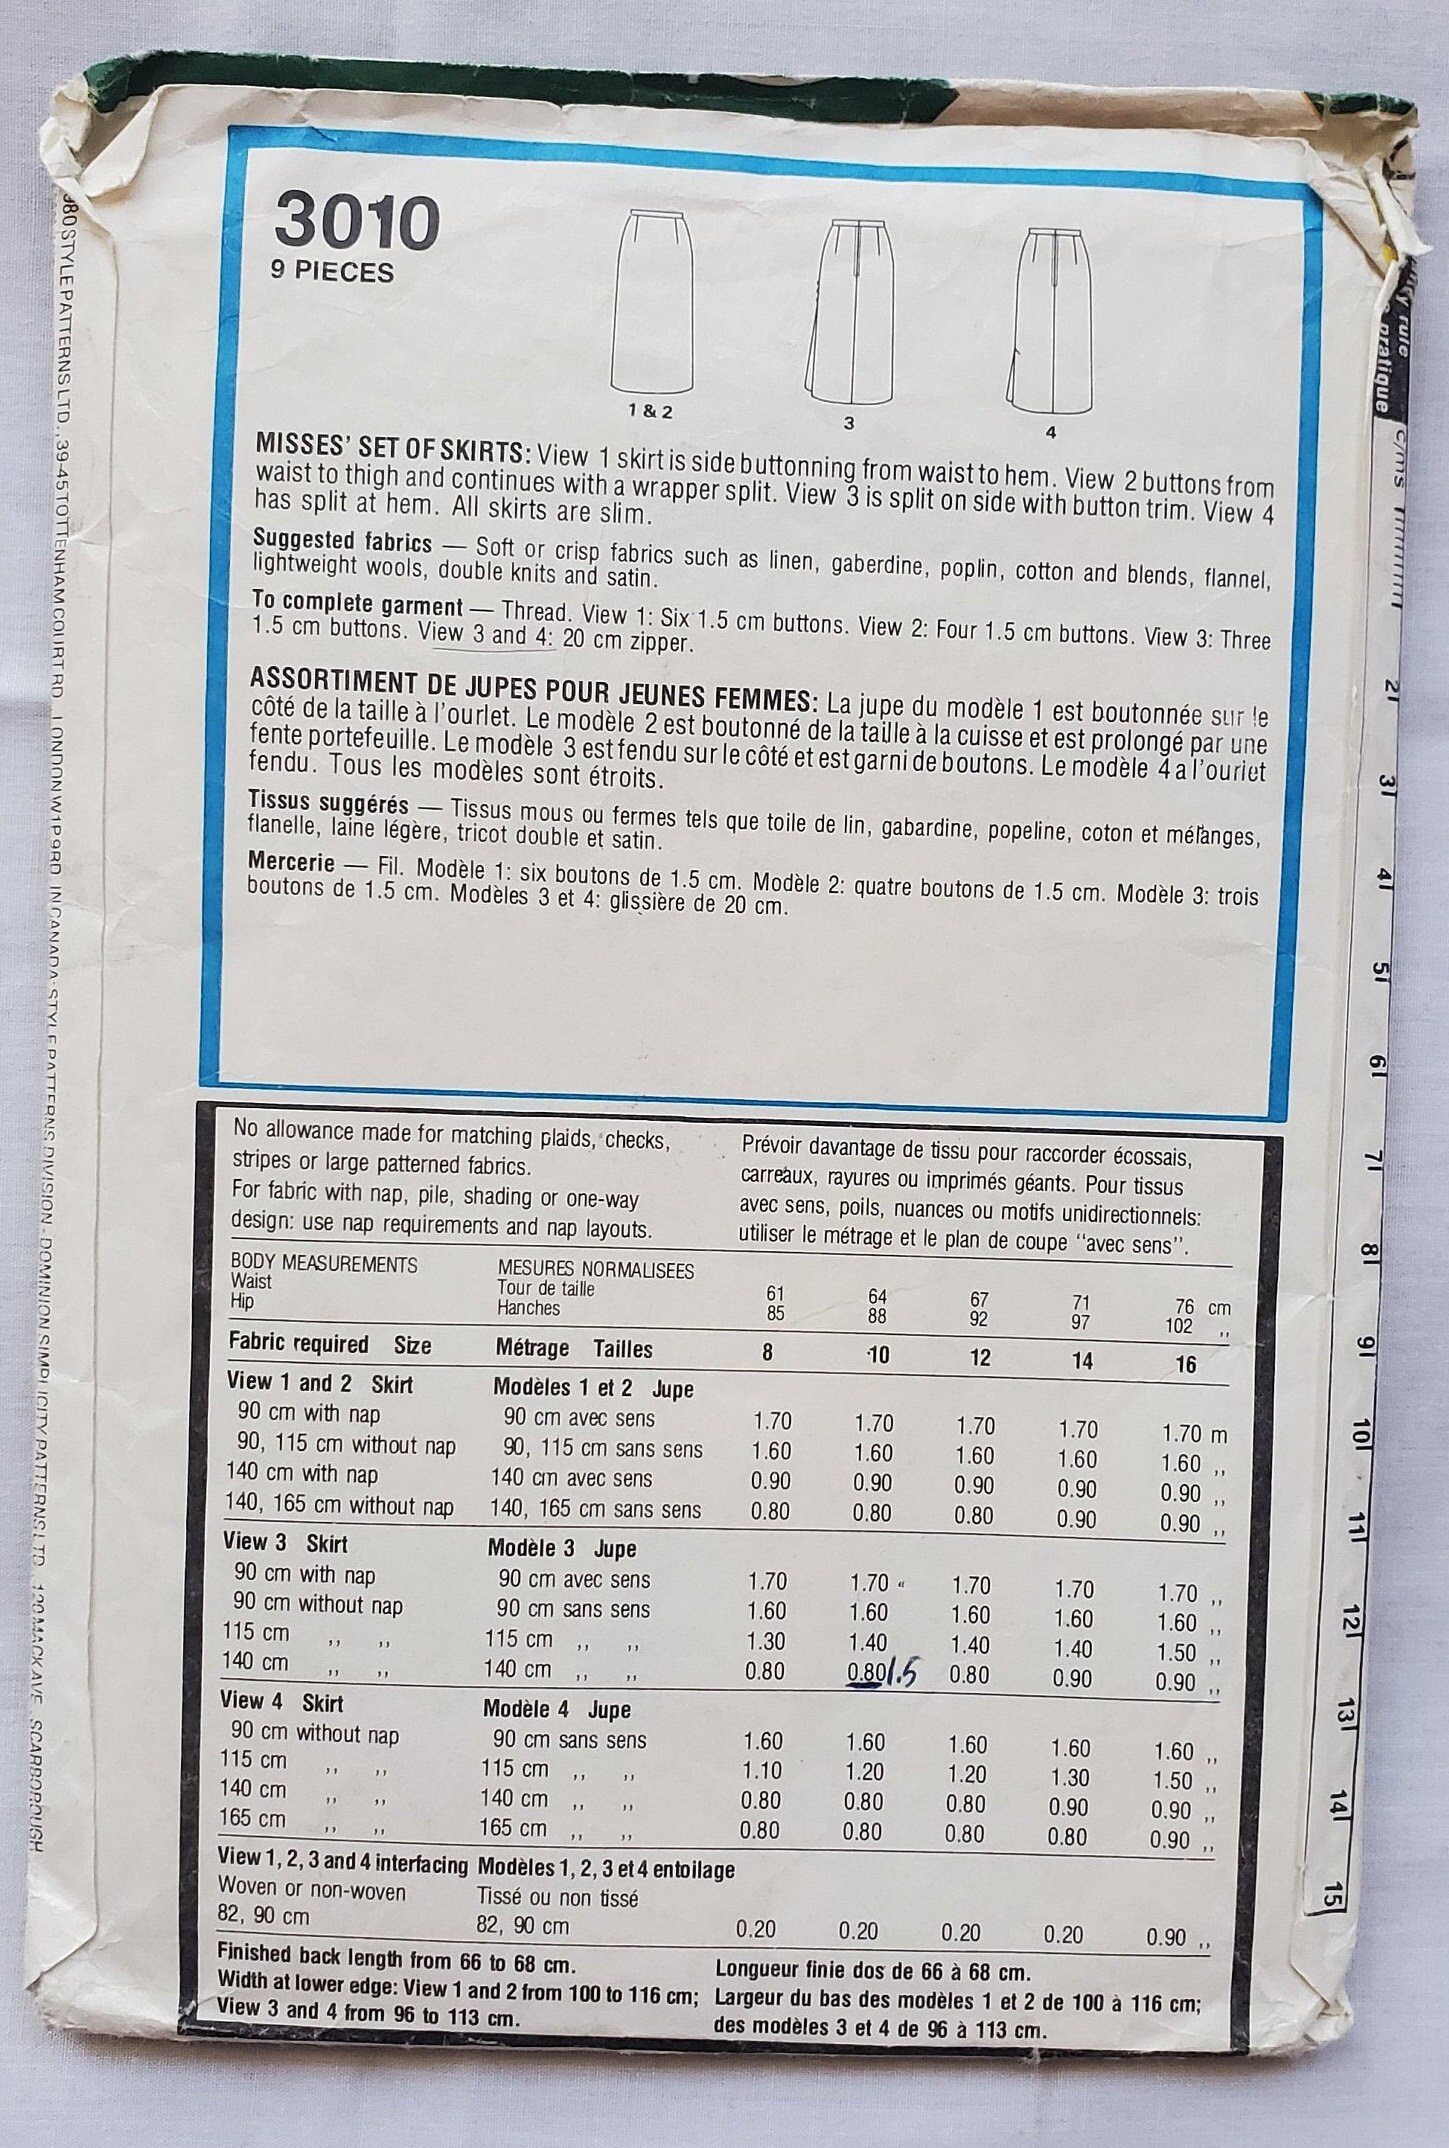 3010
9 PIECES
1 & 2
3
4
MISSES' SET OF SKIRTS: View 1 skirt is side buttonning from waist to hem. View 2 buttons from
waist to thigh and continues with a wrapper split. View 3 is split on side with button trim. View 4
has split at hem. All skirts are slim.
Suggested fabrics — Soft or crisp fabrics such as linen, gaberdine, poplin, cotton and blends, flannel,
lightweight wools, double knits and satin.
To complete garment — Thread. View 1: Six 1.5 cm buttons. View 2: Four 1.5 cm buttons. View 3: Three
1.5 cm buttons. View 3 and 4: 20 cm zipper.
ASSORTIMENT DE JUPES POUR JEUNES FEMMES: La jupe du modèle 1 est boutonnée sur le
côté de la taille à l'ourlet. Le modèle 2 est boutonné de la taille à la cuisse et est prolongé par une
fente portefeuille. Le modèle 3 est fendu sur le côté et est garni de boutons. Le modèle 4 a l'ourlet
fendu. Tous les modèles sont étroits.
Tissus suggérés — Tissus mous ou fermes tels que toile de lin, gabardine, popeline, coton et mélanges,
flanelle, laine légère, tricot double et satin.
Mercerie — Fil. Modèle 1: six boutons de 1.5 cm. Modèle 2: quatre boutons de 1.5 cm. Modèle 3: trois
boutons de 1.5 cm. Modèles 3 et 4: glissière de 20 cm.
No allowance made for matching plaids, checks,
stripes or large patterned fabrics.
For fabric with nap, pile, shading or one-way
design: use nap requirements and nap layouts.
Prévoir davantage de tissu pour raccorder écossais,
carreaux, rayures ou imprimés géants. Pour tissus
avec sens, poils, nuances ou motifs unidirectionnels:
utiliser le métrage et le plan de coupe "avec sens".
BODY MEASUREMENTS MESURES NORMALISEES
Waist Tour de taille 61 64 67 71 76 cm
Hip Hanches 85 88 92 97 102 ,,
Fabric required Size Métrage Tailles 8 10 12 14 16
View 1 and 2 Skirt Modèles 1 et 2 Jupe
90 cm with nap 90 cm avec sens 1.70 1.70 1.70 1.70 1.70 m
90, 115 cm without nap 90, 115 cm sans sens 1.60 1.60 1.60 1.60 1.60 ,,
140 cm with nap 140 cm avec sens 0.90 0.90 0.90 0.90 0.90 ,,
140, 165 cm without nap 140, 165 cm sans sens 0.80 0.80 0.80 0.90 0.90 ,,
View 3 Skirt Modèle 3 Jupe
90 cm with nap 90 cm avec sens 1.70 1.70 1.70 1.70 1.70 ,,
90 cm without nap 90 cm sans sens 1.60 1.60 1.60 1.60 1.60 ,,
115 cm ,, ,, 115 cm ,, ,, 1.30 1.40 1.40 1.40 1.50 ,,
140 cm ,, ,, 140 cm ,, ,, 0.80 0.80 1.5 0.80 0.90 0.90 ,,
View 4 Skirt Modèle 4 Jupe
90 cm without nap 90 cm sans sens 1.60 1.60 1.60 1.60 1.60 ,,
115 cm ,, ,, 115 cm ,, ,, 1.10 1.20 1.20 1.30 1.50 ,,
140 cm ,, ,, 140 cm ,, ,, 0.80 0.80 0.80 0.90 0.90 ,,
165 cm ,, ,, 165 cm ,, ,, 0.80 0.80 0.80 0.80 0.90 ,,
View 1, 2, 3 and 4 interfacing Modèles 1, 2, 3 et 4 entoilage
Woven or non-woven Tissé ou non tissé
82, 90 cm 82, 90 cm 0.20 0.20 0.20 0.20 0.90 ,,
Finished back length from 66 to 68 cm.
Width at lower edge: View 1 and 2 from 100 to 116 cm;
View 3 and 4 from 96 to 113 cm.
Longueur finie dos de 66 à 68 cm.
Largeur du bas des modèles 1 et 2 de 100 à 116 cm;
des modèles 3 et 4 de 96 à 113 cm.
STYLE PATTERNS LTD., 39-45 TOTTENHAM COURT RD LONDON W1P 9RD IN CANADA: STYLE PATTERNS DIVISION - DOMINION SIMPLICITY PATTERNS LTD 120 MACK AVE SCARBOROUGH
rule
pratique
c/ms
2
3
4
5
6
7
8
9
10
11
12
13
14
15